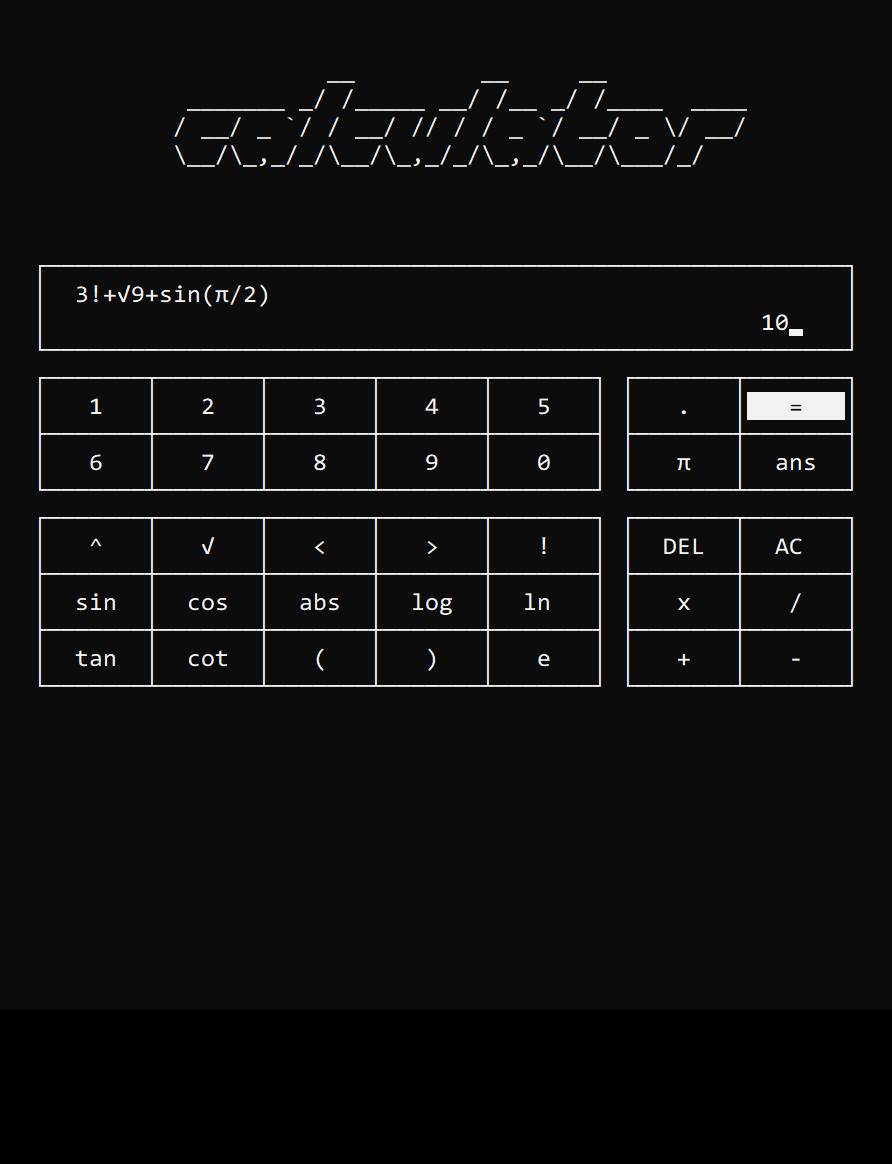 calculator
3!+√9+sin(π/2)
10
1 2 3 4 5 . =
6 7 8 9 0 π ans
^ √ < > ! DEL AC
sin cos abs log ln x /
tan cot ( ) e + -